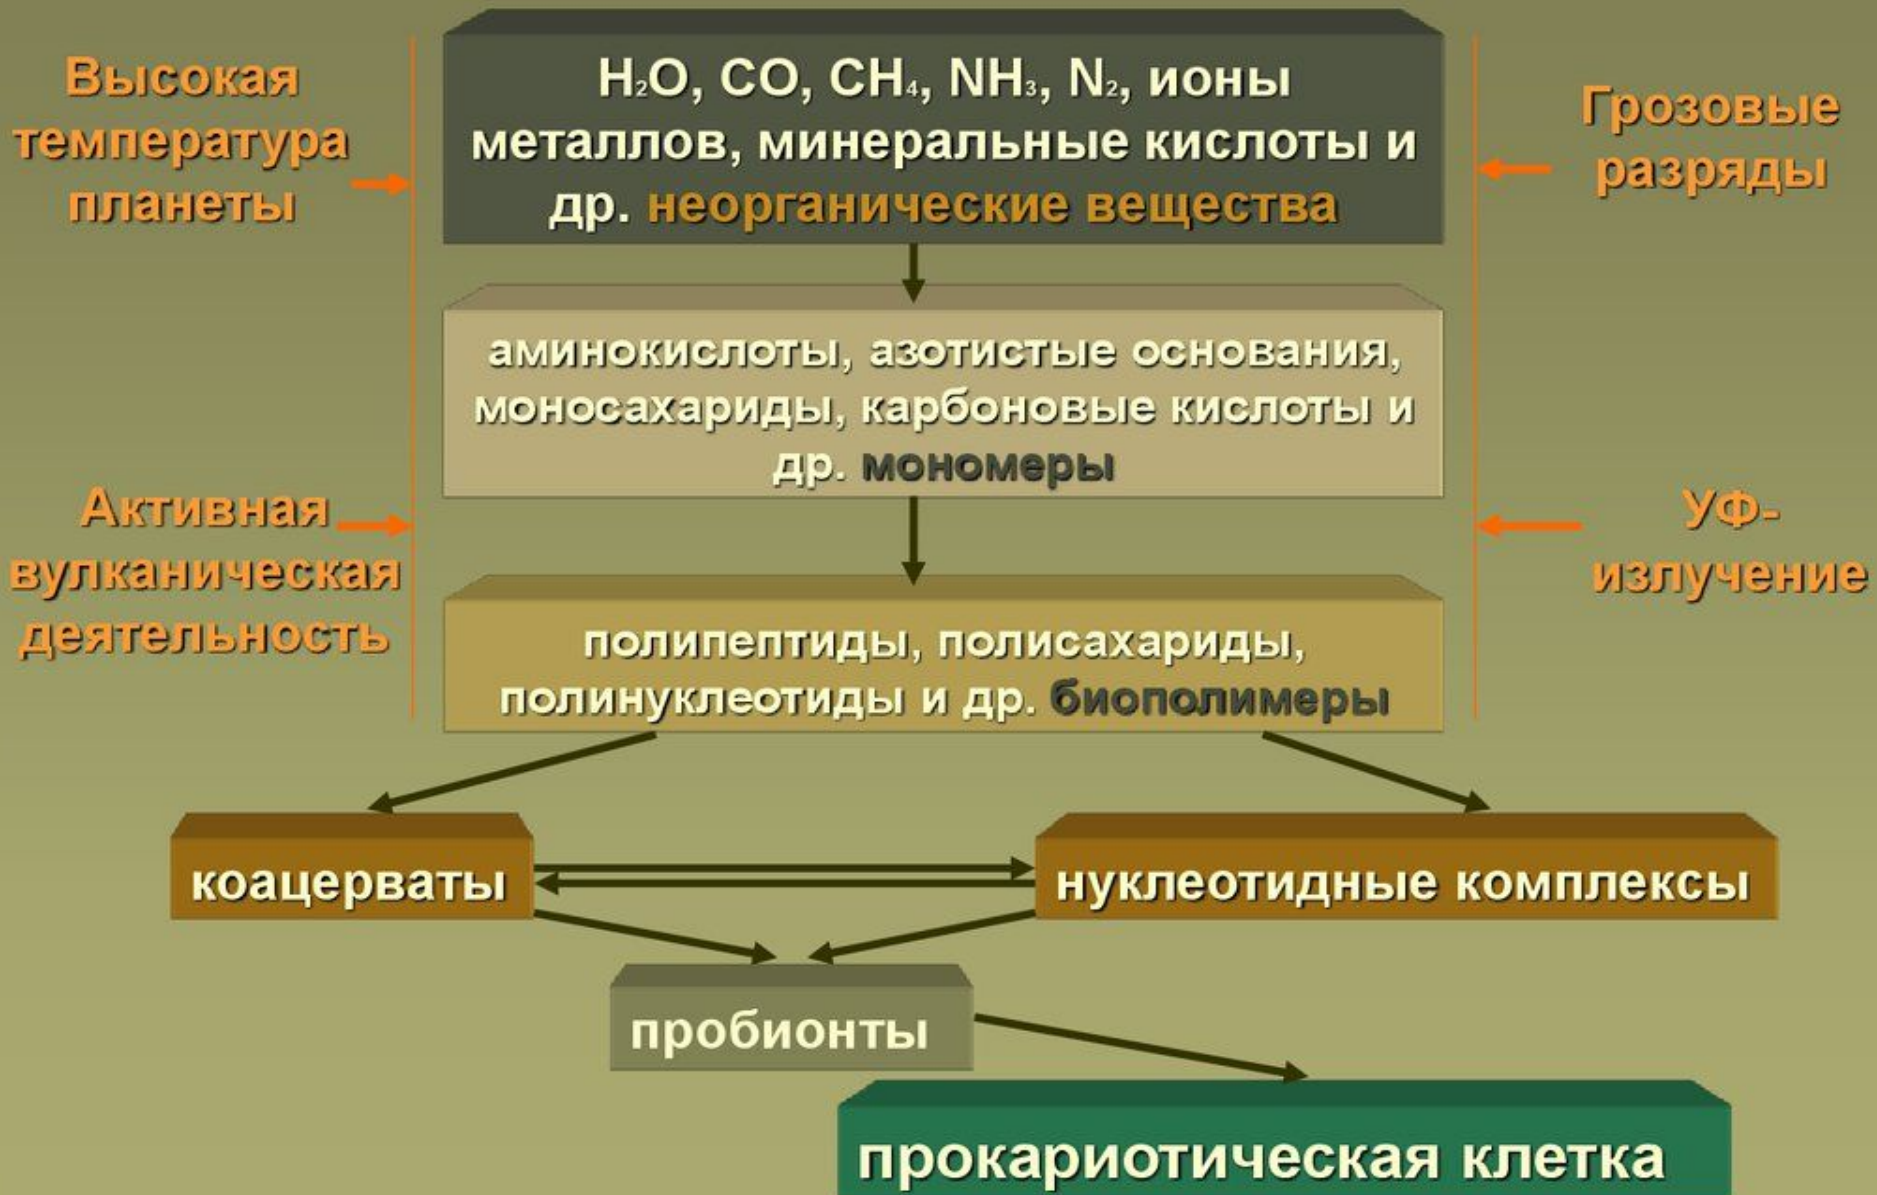 Высокая
температура
планеты
H₂O, CO, CH₄, NH₃, N₂, ионы
металлов, минеральные кислоты и
др. неорганические вещества
Грозовые
разряды
аминокислоты, азотистые основания,
моносахариды, карбоновые кислоты и
др. мономеры
Активная
вулканическая
деятельность
УФ-
излучение
полипептиды, полисахариды,
полинуклеотиды и др. биополимеры
коацерваты
нуклеотидные комплексы
пробионты
прокариотическая клетка